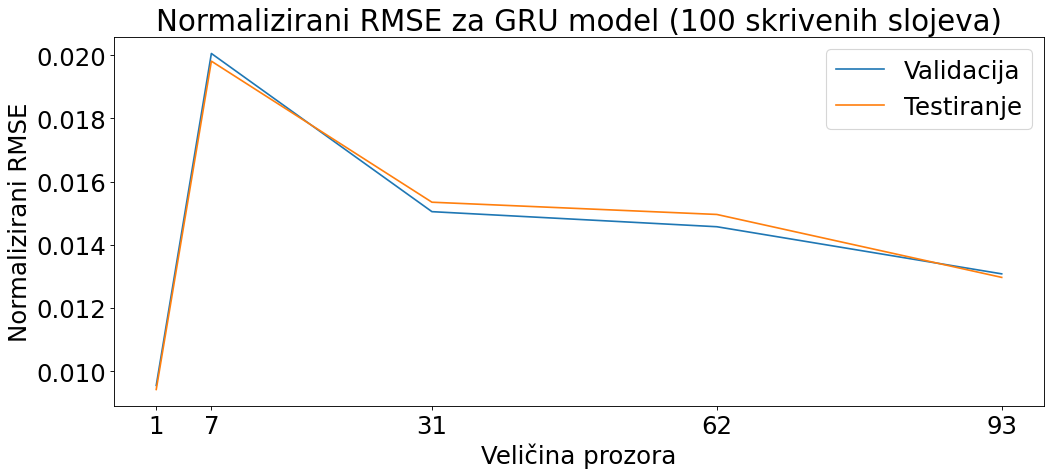 Normalizirani RMSE za GRU model (100 skrivenih slojeva)
Normalizirani RMSE
0.020
0.018
0.016
0.014
0.012
0.010
Validacija
Testiranje
1 7 31 62 93
Veličina prozora